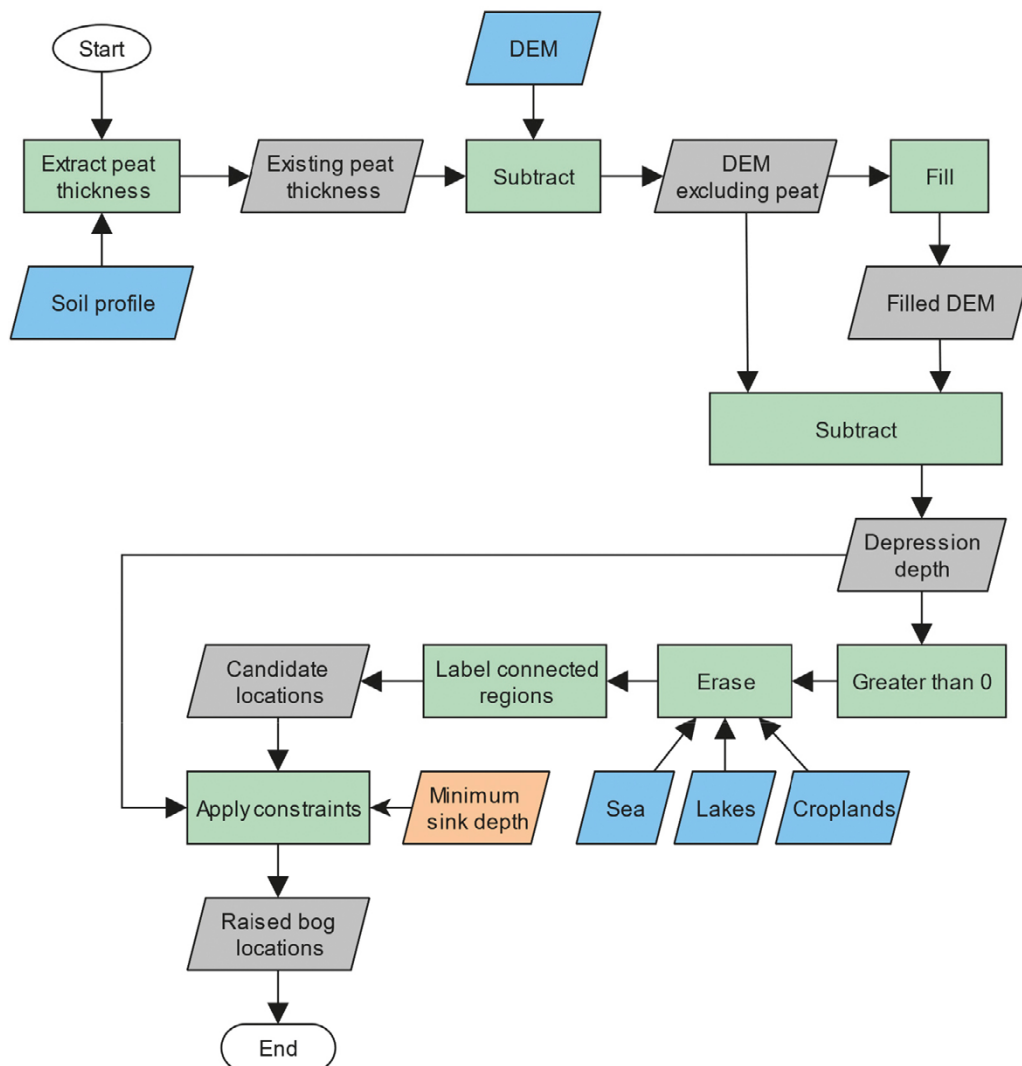 Start
DEM
Extract peat
thickness
Existing peat
thickness
Subtract
DEM
excluding peat
Fill
Soil profile
Filled DEM
Subtract
Depression
depth
Candidate
locations
Label connected
regions
Erase
Greater than 0
Apply constraints
Minimum
sink depth
Sea
Lakes
Croplands
Raised bog
locations
End